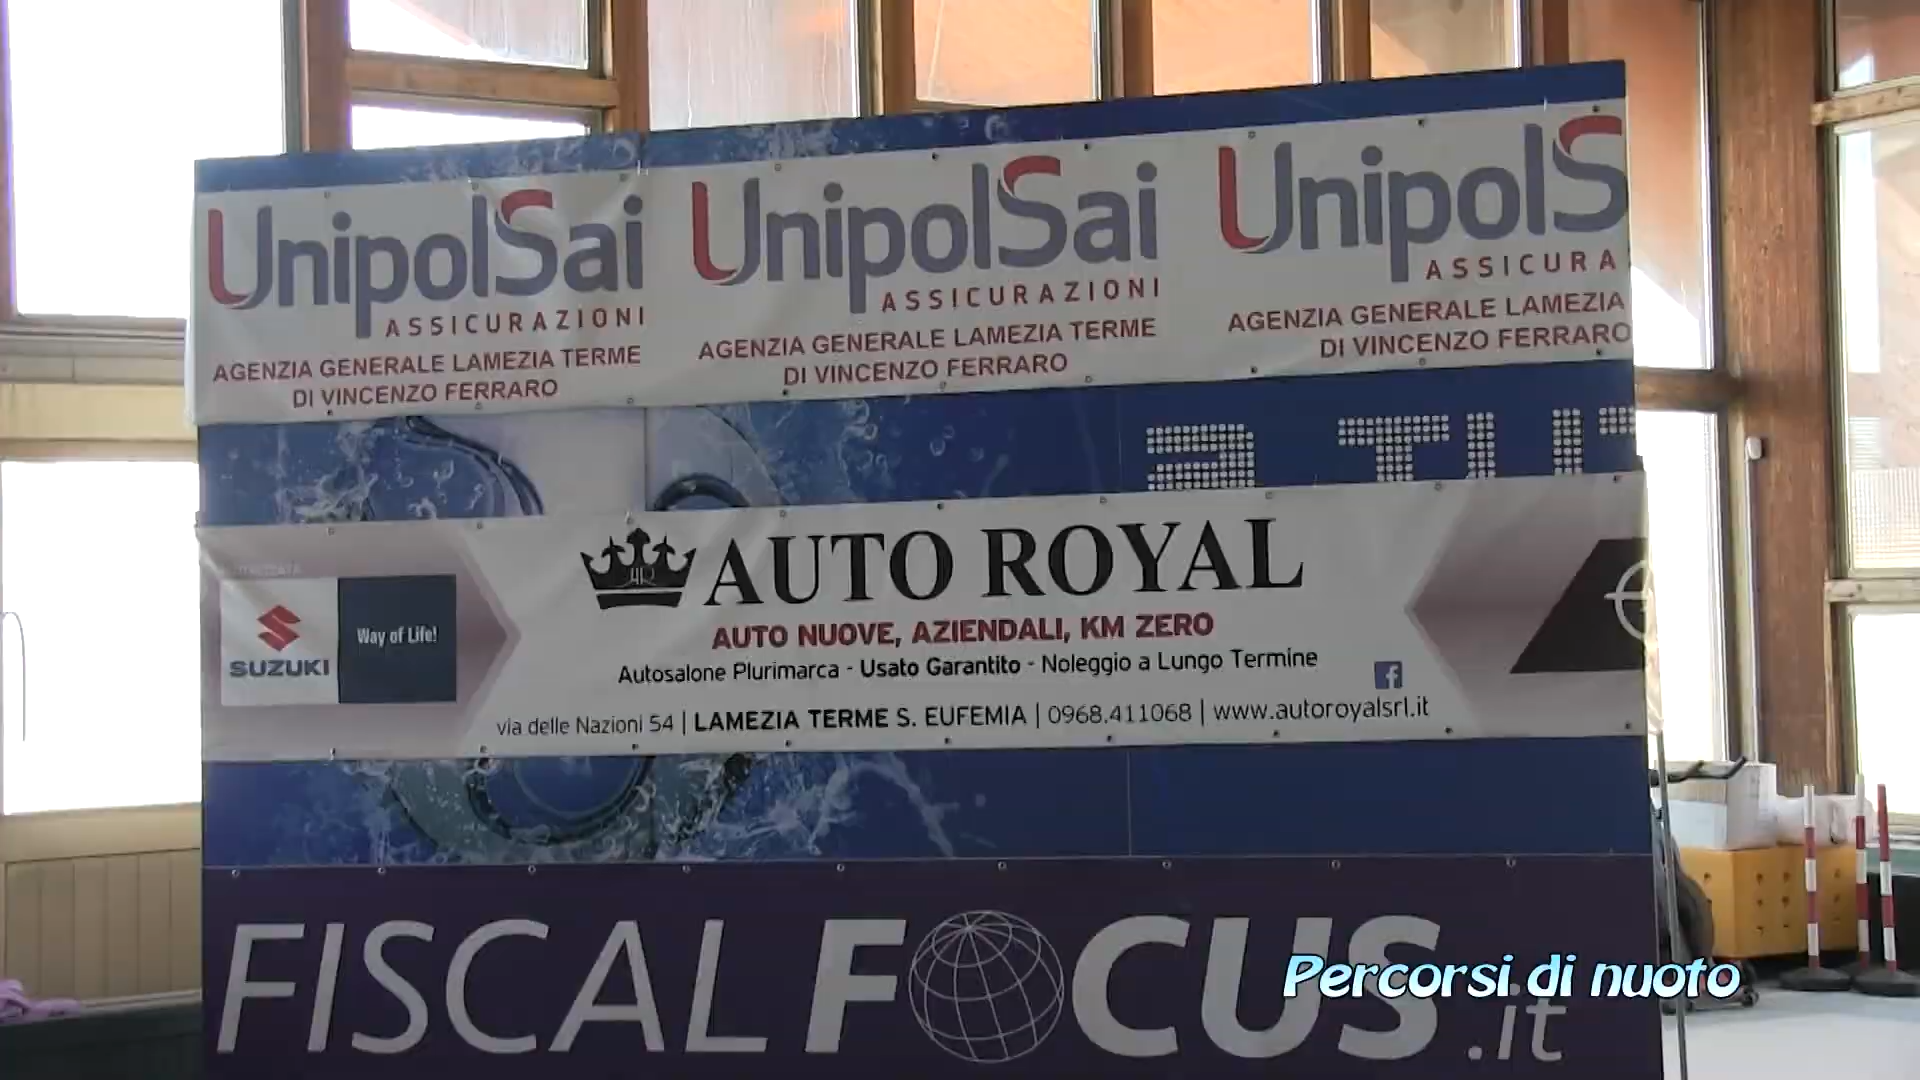 UnipolSai
ASSICURAZIONI
AGENZIA GENERALE LAMEZIA TERME
DI VINCENZO FERRARO
UnipolSai
ASSICURAZIONI
AGENZIA GENERALE LAMEZIA TERME
DI VINCENZO FERRARO
UnipolS
ASSICURA
AGENZIA GENERALE LAMEZIA
DI VINCENZO FERRARO
AUTO ROYAL
AUTO NUOVE, AZIENDALI, KM ZERO
Autosalone Plurimarca - Usato Garantito - Noleggio a Lungo Termine
via delle Nazioni 54 | LAMEZIA TERME S. EUFEMIA | 0968.411068 | www.autoroyalsrl.it
SUZUKI
Way of Life!
FISCAL FOCUS.it
Percorsi di nuoto